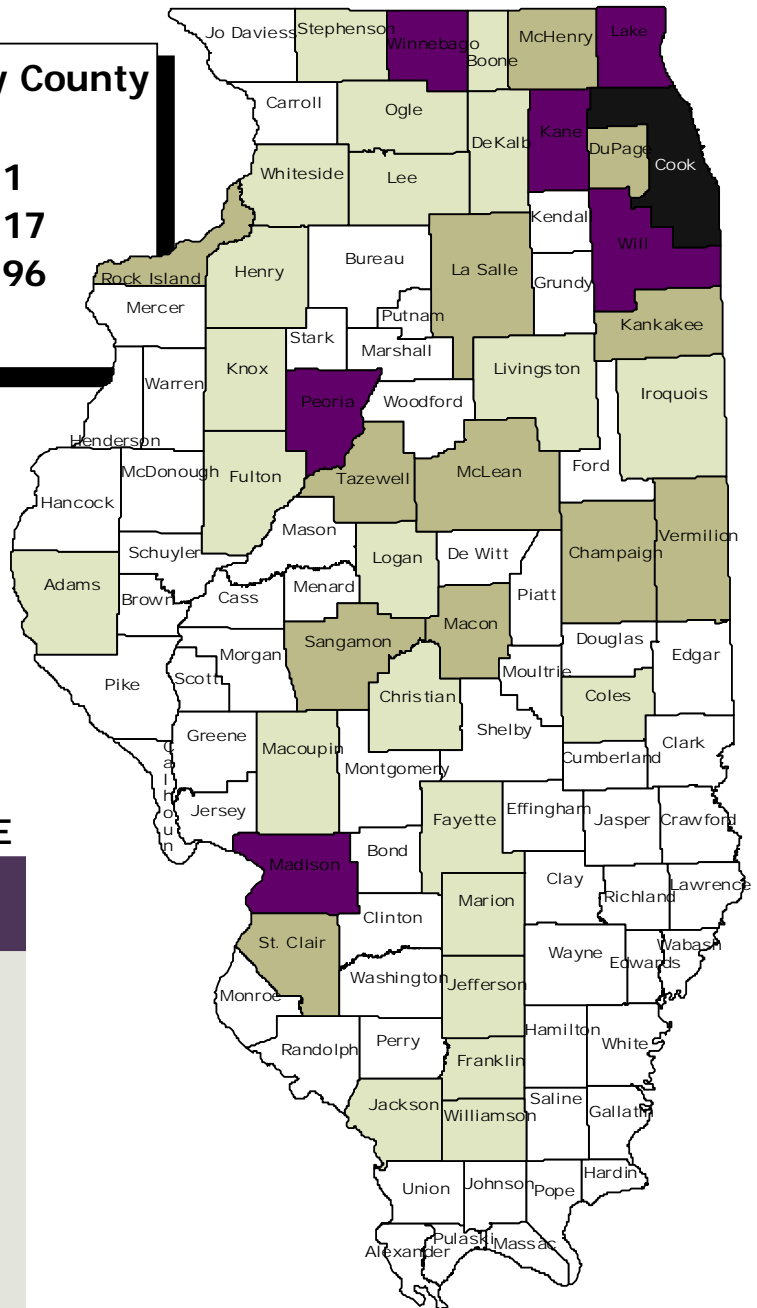 y County
1
17
96
E
Jo Daviess Stephenson Winnebago Boone McHenry Lake
Carroll Ogle DeKalb Kane DuPage Cook
Whiteside Lee Kendal Will
Rock Island Henry Bureau La Salle Grundy
Mercer Putnam Kankakee
Stark Marshall
Warren Knox Peoria Woodford Livingston Iroquois
Henderson
Hancock McDonough Fulton Tazewell McLean Ford
Mason Vermilion
Adams Schuyler Logan De Witt Champaign
Brown Cass Menard Piatt
Macon
Pike Scott Morgan Sangamon Moultrie Douglas Edgar
Christian Coles
Greene Macoupin Shelby
Calhoun Montgomery Cumberland Clark
Jersey Fayette Effingham Jasper Crawford
Madison Bond
Clay Richland Lawrence
Clinton Marion
St. Clair Wayne Edwards Wabash
Monroe Washington Jefferson
Randolph Perry Hamilton White
Franklin
Jackson Williamson Saline Gallatin
Union Johnson Pope Hardin
Alexander Pulaski Massac